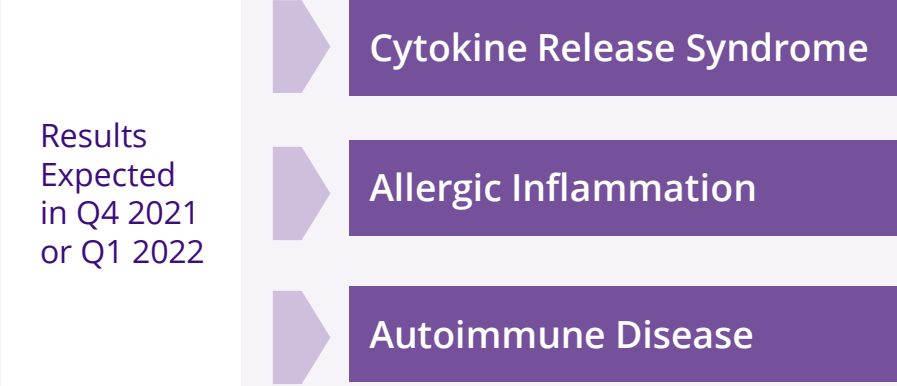 Results
Expected
in Q4 2021
or Q1 2022
Cytokine Release Syndrome
Allergic Inflammation
Autoimmune Disease